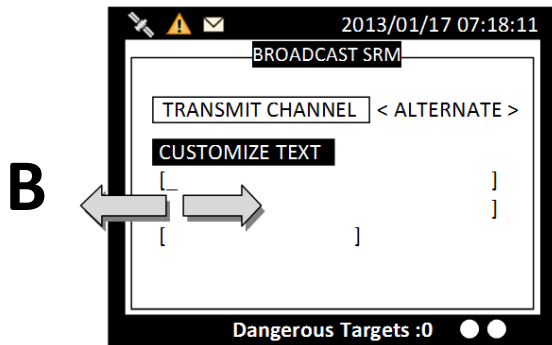 2013/01/17 07:18:11
BROADCAST SRM
TRANSMIT CHANNEL < ALTERNATE >
CUSTOMIZE TEXT
[_ ]
B ]
[ ]
Dangerous Targets :0